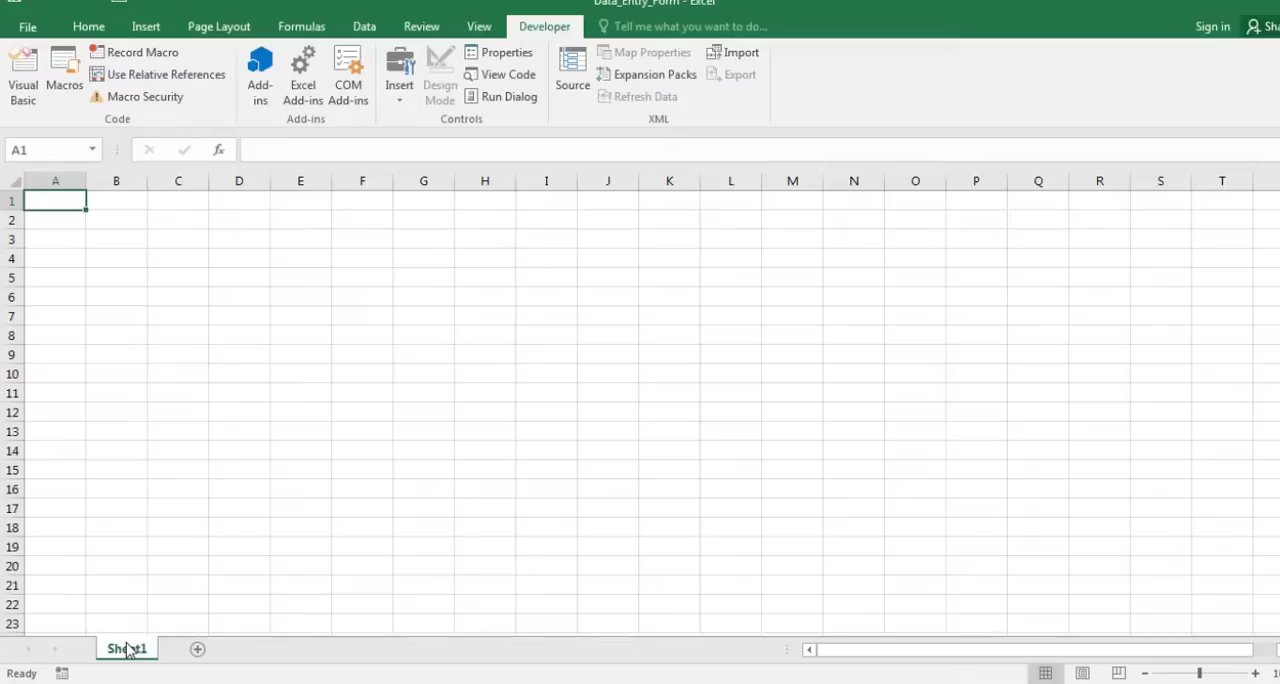 Data_Entry_Form - Excel
File Home Insert Page Layout Formulas Data Review View Developer Tell me what you want to do... Sign in
Visual Basic
Macros
Record Macro
Use Relative References
Macro Security
Code
Add-ins
Excel Add-ins
COM Add-ins
Add-ins
Insert
Design Mode
Properties
View Code
Run Dialog
Controls
Source
Map Properties
Expansion Packs
Refresh Data
Import
Export
XML
A1 fx
A B C D E F G H I J K L M N O P Q R S T
1
2
3
4
5
6
7
8
9
10
11
12
13
14
15
16
17
18
19
20
21
22
23
Sheet1
Ready